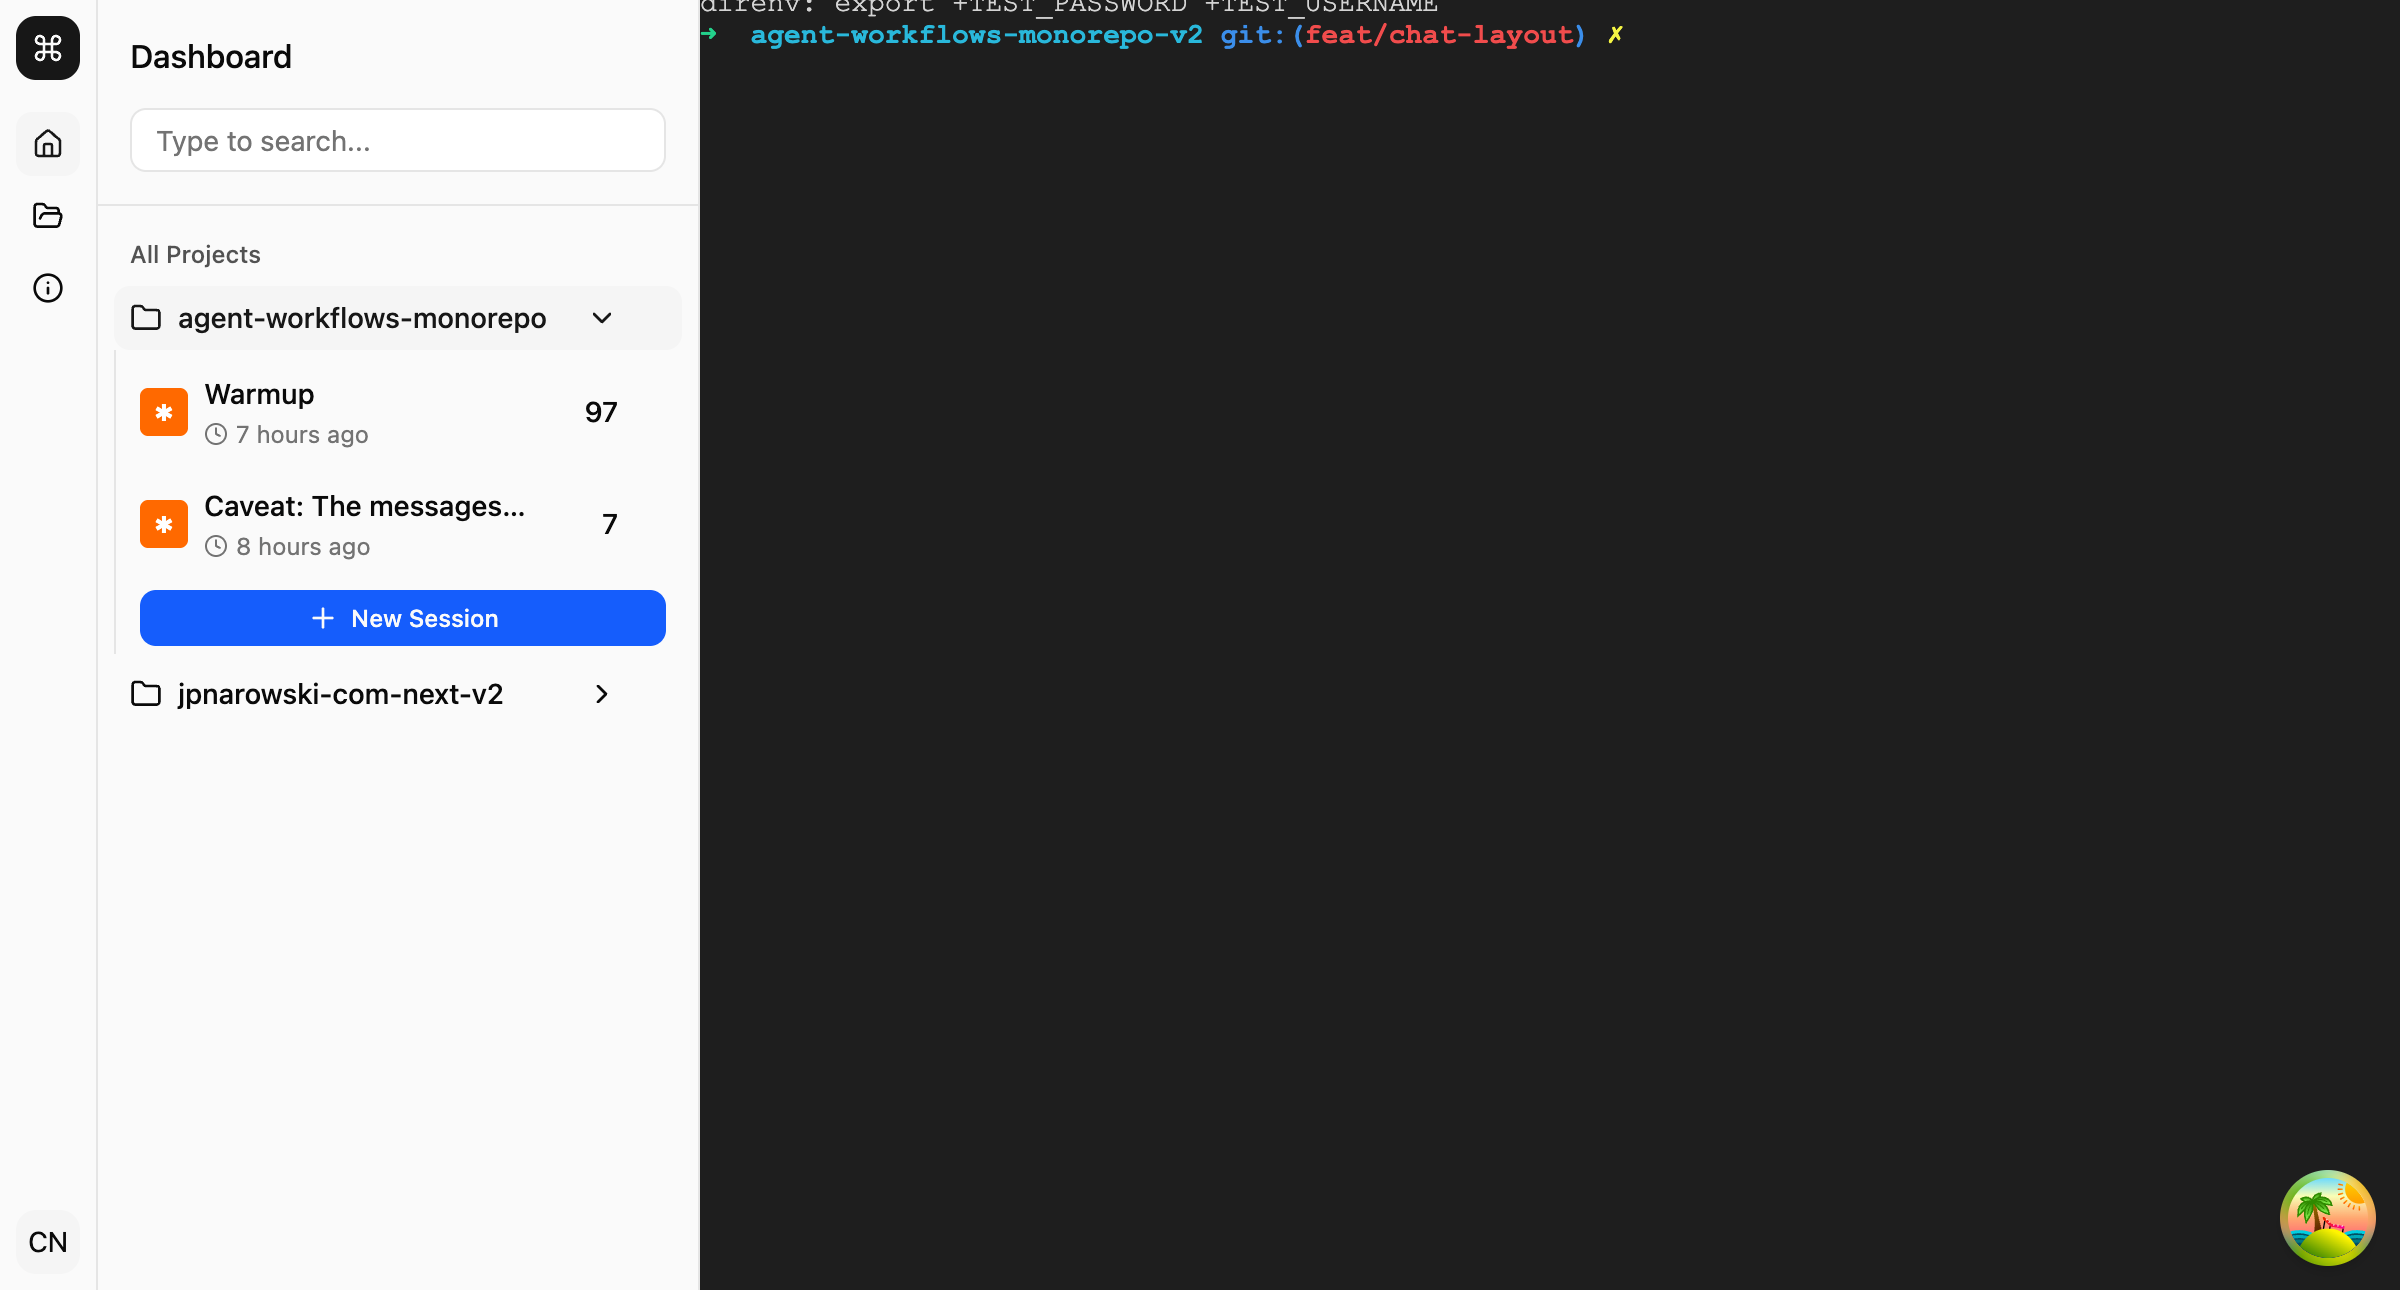 ⌘
Dashboard
Type to search...
All Projects
agent-workflows-monorepo
Warmup
7 hours ago
97
Caveat: The messages...
8 hours ago
7
+ New Session
jpnarowski-com-next-v2
CN
direnv: export +TEST_PASSWORD +TEST_USERNAME
➜ agent-workflows-monorepo-v2 git:(feat/chat-layout) ✗